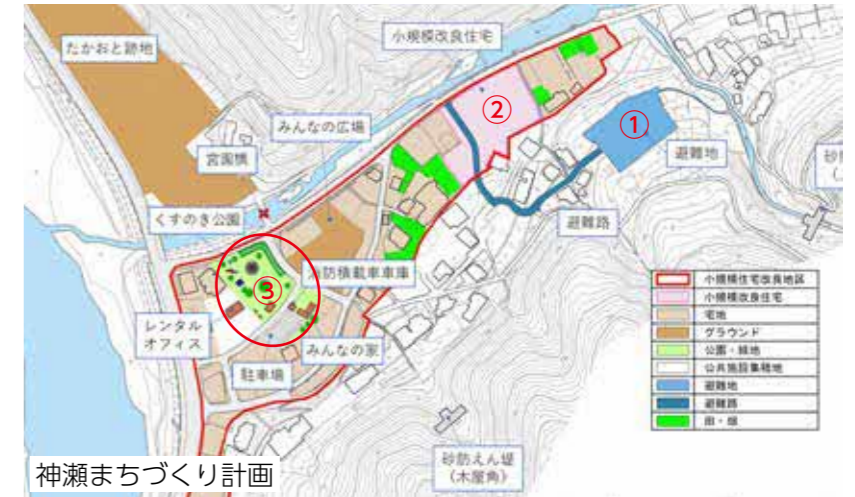 たかおと跡地
小規模改良住宅
みんなの広場
宮園橋
②
①
避難地
くすのき公園
避難路
③
消防積載車車庫
レンタル
オフィス
みんなの家
駐車場
小規模住宅改良地区
小規模改良住宅
宅地
グラウンド
公園・緑地
公共施設集積地
避難地
避難路
田・畑
砂防えん堤
（木屋角）
神瀬まちづくり計画